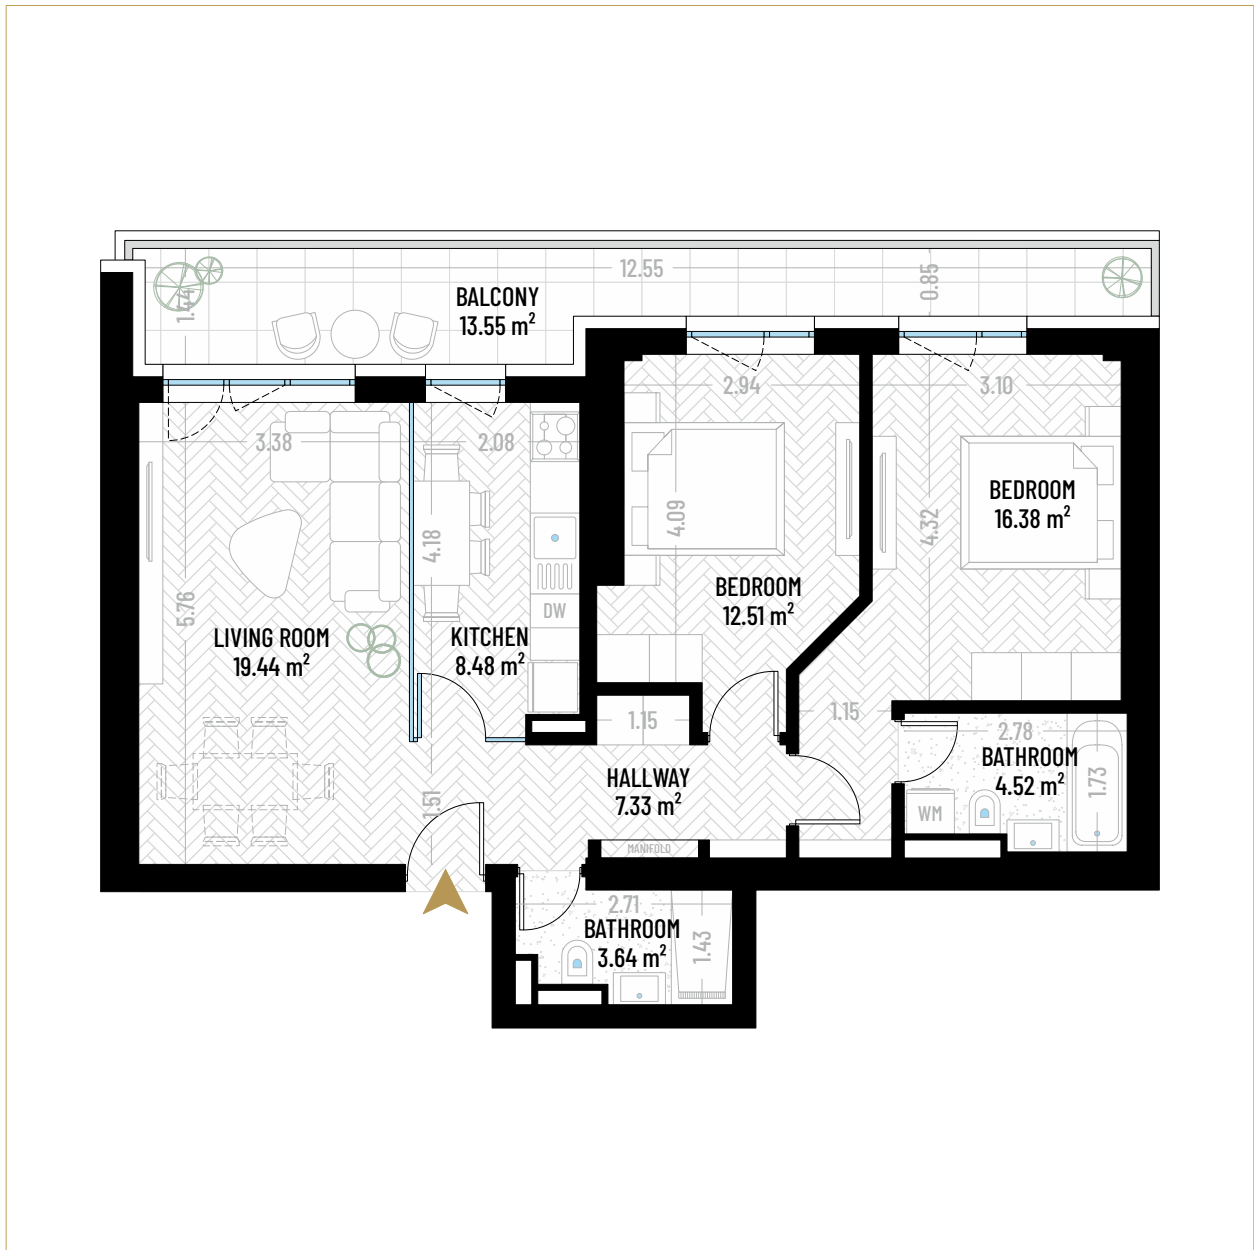 12.55
0.85
1.44
BALCONY
13.55 m²
2.94
3.10
3.38
2.08
BEDROOM
16.38 m²
4.09
4.32
4.18
5.76
DW
BEDROOM
12.51 m²
LIVING ROOM
19.44 m²
KITCHEN
8.48 m²
1.15
1.15
2.78
BATHROOM
4.52 m²
1.73
HALLWAY
7.33 m²
1.51
WM
MANIFOLD
2.71
BATHROOM
3.64 m²
1.43